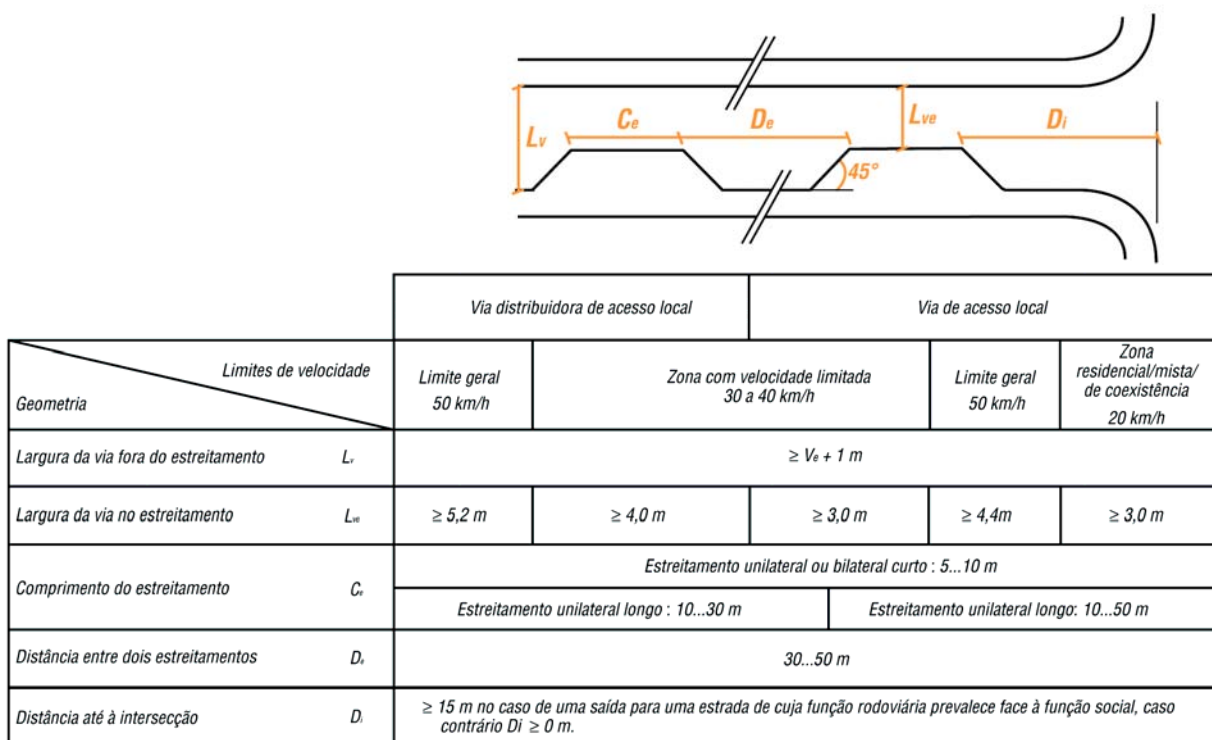 Lv
Ce
De
Lve
Di
45°
Via distribuidora de acesso local
Via de acesso local
Limites de velocidade
Geometria
Limite geral
50 km/h
Zona com velocidade limitada
30 a 40 km/h
Limite geral
50 km/h
Zona
residencial/mista/
de coexistência
20 km/h
Largura da via fora do estreitamento Lv
≥ Ve + 1 m
Largura da via no estreitamento Lve
≥ 5,2 m
≥ 4,0 m
≥ 3,0 m
≥ 4,4m
≥ 3,0 m
Comprimento do estreitamento Ce
Estreitamento unilateral ou bilateral curto : 5...10 m
Estreitamento unilateral longo : 10...30 m
Estreitamento unilateral longo: 10...50 m
Distância entre dois estreitamentos De
30...50 m
Distância até à intersecção Di
≥ 15 m no caso de uma saída para uma estrada de cuja função rodoviária prevalece face à função social, caso
contrário Di ≥ 0 m.